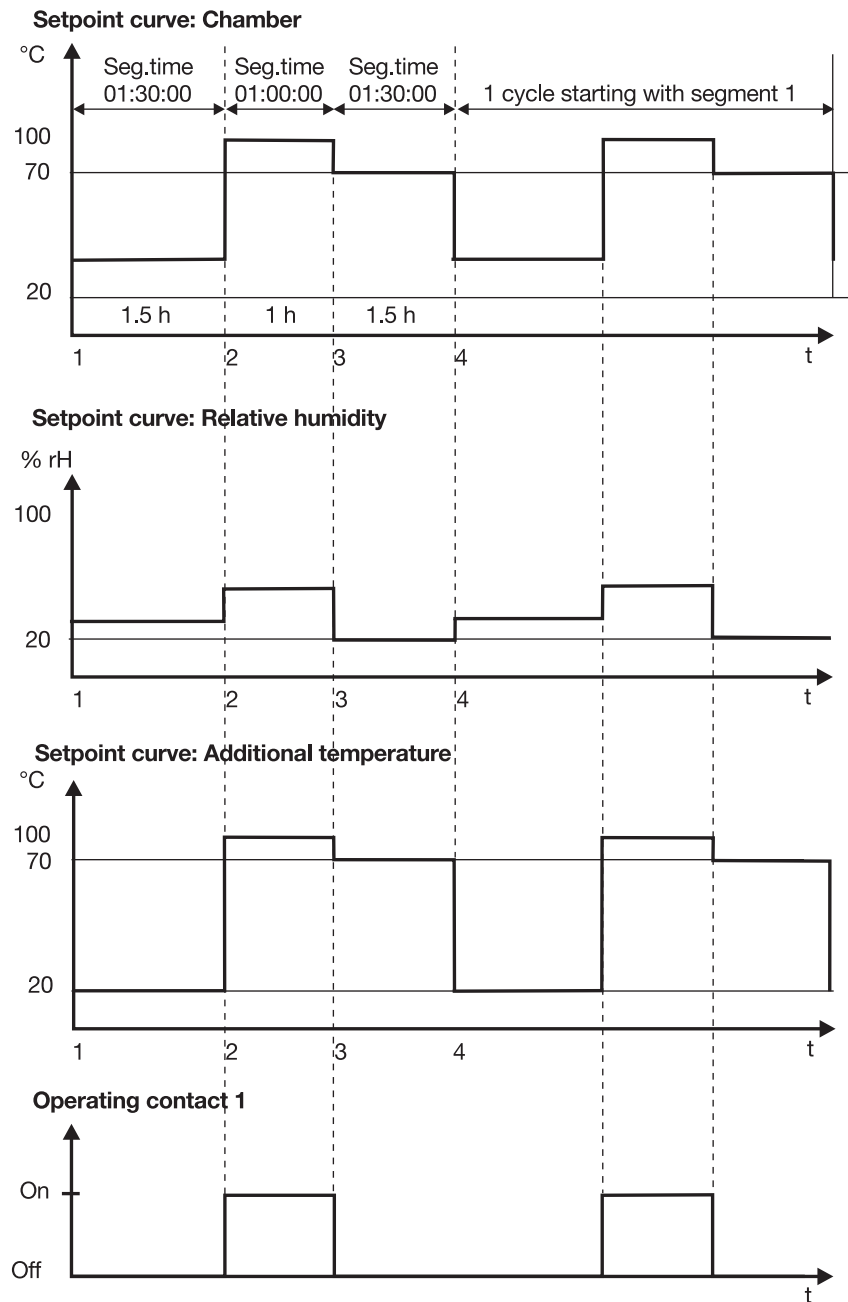 Setpoint curve: Chamber
°C
Seg.time Seg.time Seg.time
01:30:00 01:00:00 01:30:00 1 cycle starting with segment 1
100
70
20
1.5 h 1 h 1.5 h
1 2 3 4 t
Setpoint curve: Relative humidity
% rH
100
20
1 2 3 4 t
Setpoint curve: Additional temperature
°C
100
70
20
1 2 3 4 t
Operating contact 1
On
Off
t